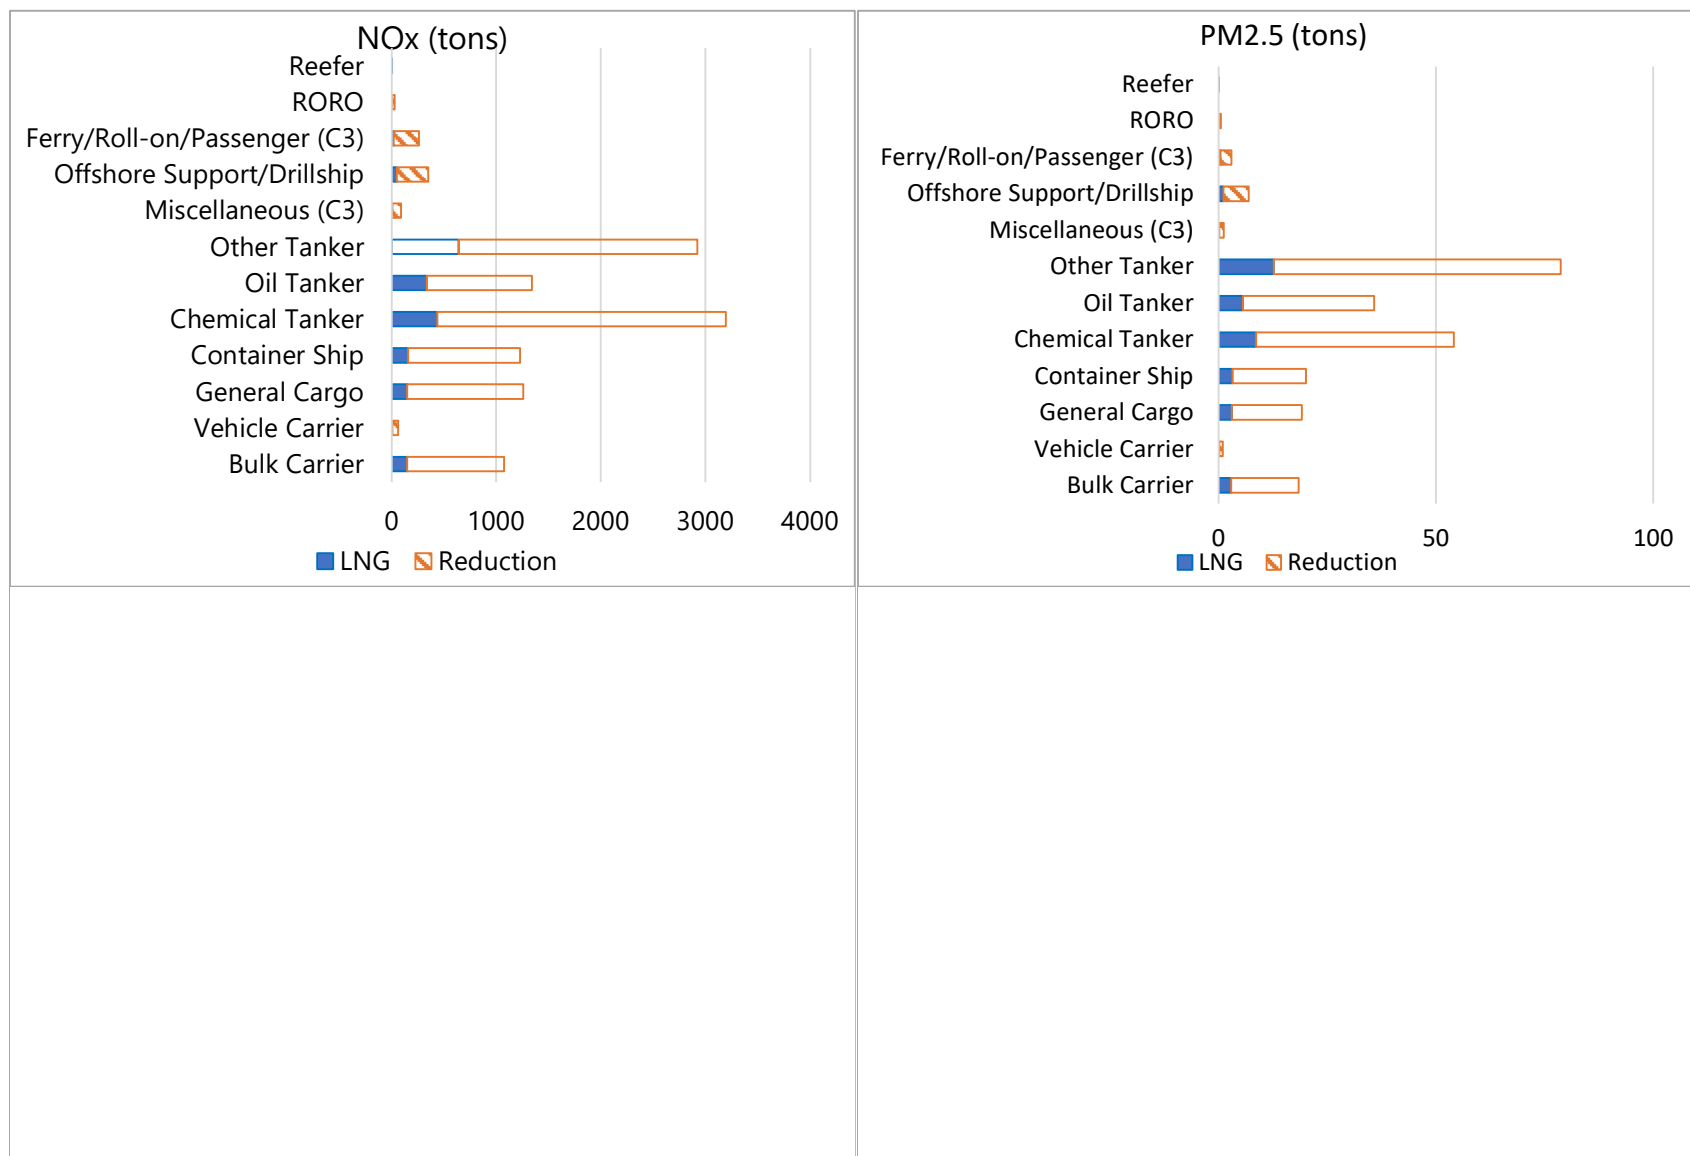 NOx (tons)
Reefer
RORO
Ferry/Roll-on/Passenger (C3)
Offshore Support/Drillship
Miscellaneous (C3)
Other Tanker
Oil Tanker
Chemical Tanker
Container Ship
General Cargo
Vehicle Carrier
Bulk Carrier
0 1000 2000 3000 4000
LNG Reduction
PM2.5 (tons)
Reefer
RORO
Ferry/Roll-on/Passenger (C3)
Offshore Support/Drillship
Miscellaneous (C3)
Other Tanker
Oil Tanker
Chemical Tanker
Container Ship
General Cargo
Vehicle Carrier
Bulk Carrier
0 50 100
LNG Reduction